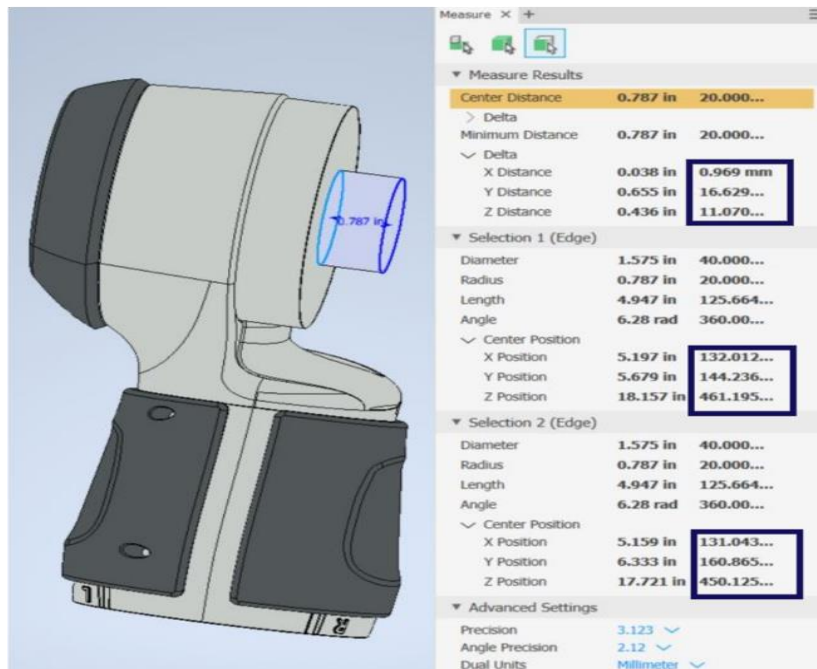 Measure × +
Measure Results
Center Distance 0.787 in 20.000...
Delta
Minimum Distance 0.787 in 20.000...
Delta
X Distance 0.038 in 0.969 mm
Y Distance 0.655 in 16.629...
Z Distance 0.436 in 11.070...
Selection 1 (Edge)
Diameter 1.575 in 40.000...
Radius 0.787 in 20.000...
Length 4.947 in 125.664...
Angle 6.28 rad 360.00...
Center Position
X Position 5.197 in 132.012...
Y Position 5.679 in 144.236...
Z Position 18.157 in 461.195...
Selection 2 (Edge)
Diameter 1.575 in 40.000...
Radius 0.787 in 20.000...
Length 4.947 in 125.664...
Angle 6.28 rad 360.00...
Center Position
X Position 5.159 in 131.043...
Y Position 6.333 in 160.865...
Z Position 17.721 in 450.125...
Advanced Settings
Precision 3.123
Angle Precision 2.12
Dual Units Millimeter
0.787 in
L
R